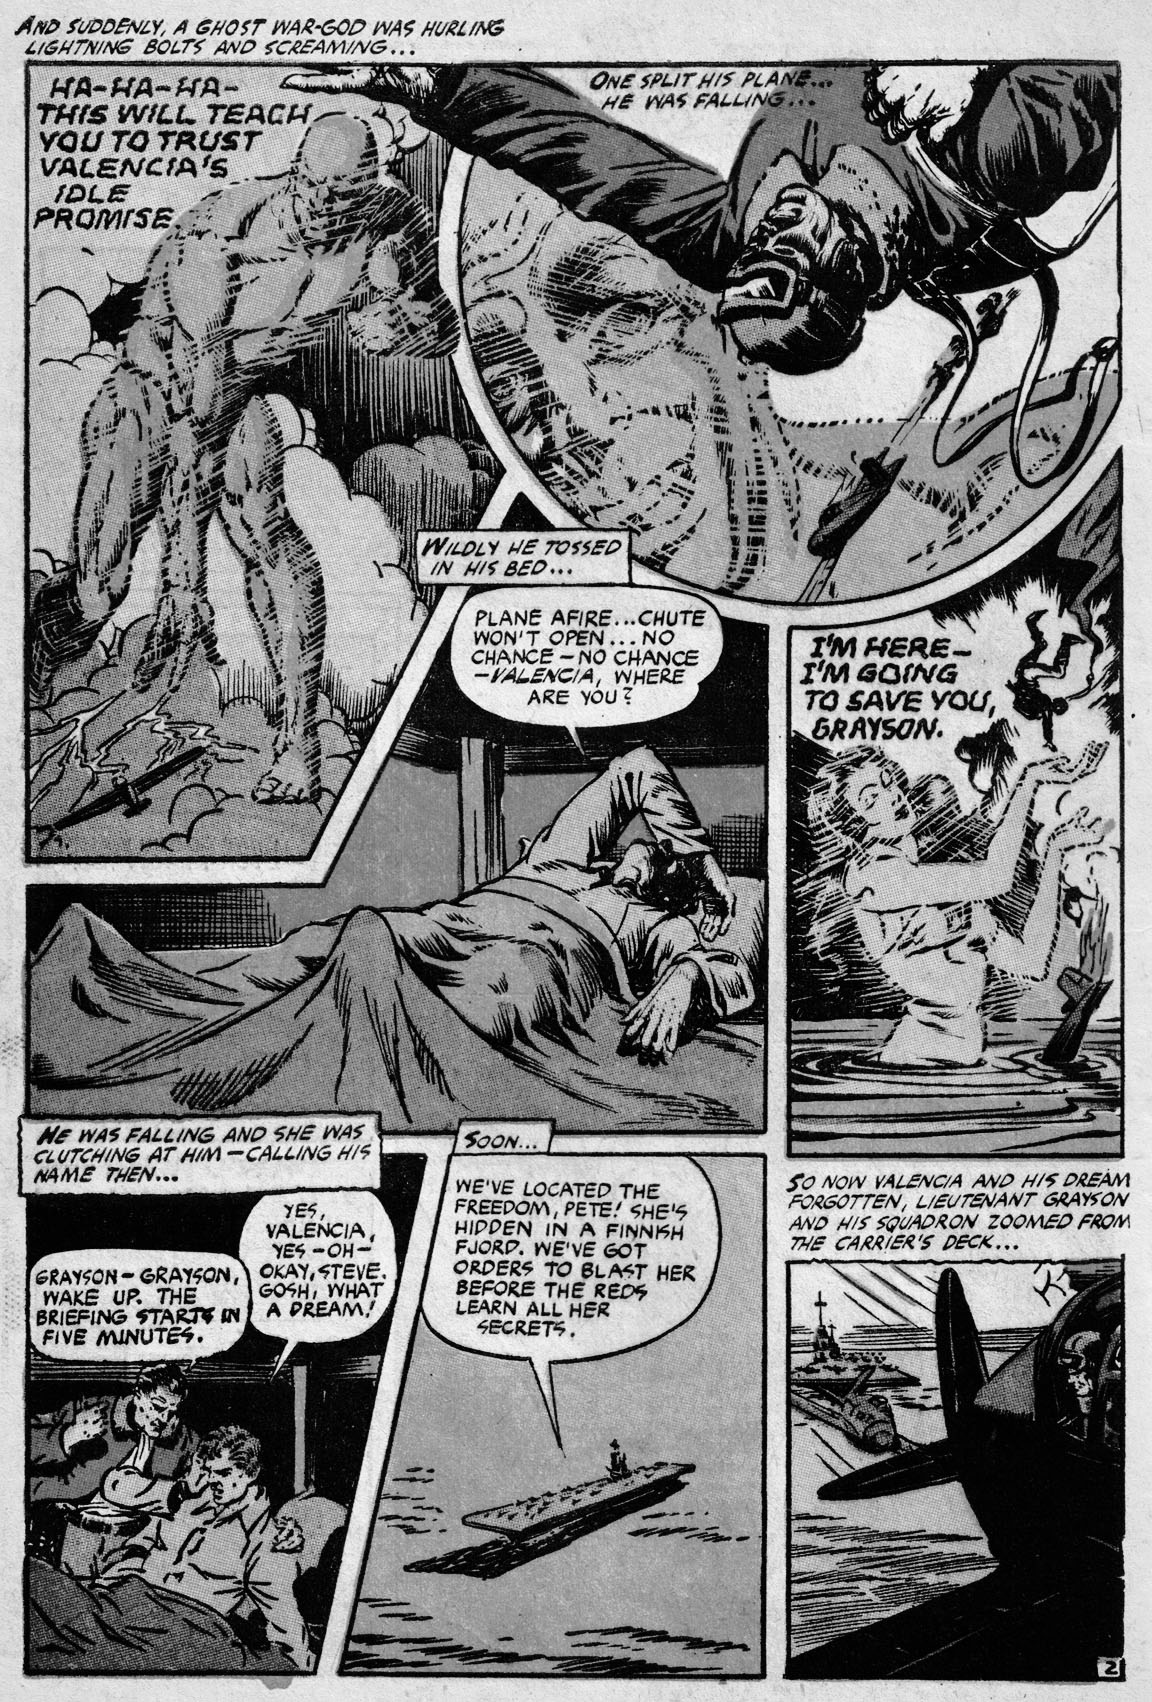 AND SUDDENLY, A GHOST WAR-GOD WAS HURLING
LIGHTNING BOLTS AND SCREAMING...
HA-HA-HA-
THIS WILL TEACH
YOU TO TRUST
VALENCIA'S
IDLE
PROMISE
ONE SPLIT HIS PLANE...
HE WAS FALLING...
WILDLY HE TOSSED
IN HIS BED...
PLANE AFIRE...CHUTE
WON'T OPEN...NO
CHANCE-NO CHANCE
-VALENCIA, WHERE
ARE YOU?
I'M HERE-
I'M GOING
TO SAVE YOU,
GRAYSON.
HE WAS FALLING AND SHE WAS
CLUTCHING AT HIM-CALLING HIS
NAME THEN...
GRAYSON-GRAYSON,
WAKE UP. THE
BRIEFING STARTS IN
FIVE MINUTES.
YES,
VALENCIA,
YES-OH-
OKAY, STEVE.
GOSH, WHAT
A DREAM!
SOON...
WE'VE LOCATED THE
FREEDOM, PETE! SHE'S
HIDDEN IN A FINNISH
FJORD. WE'VE GOT
ORDERS TO BLAST HER
BEFORE THE REDS
LEARN ALL HER
SECRETS.
SO NOW VALENCIA AND HIS DREAM
FORGOTTEN, LIEUTENANT GRAYSON
AND HIS SQUADRON ZOOMED FROM
THE CARRIER'S DECK...
2